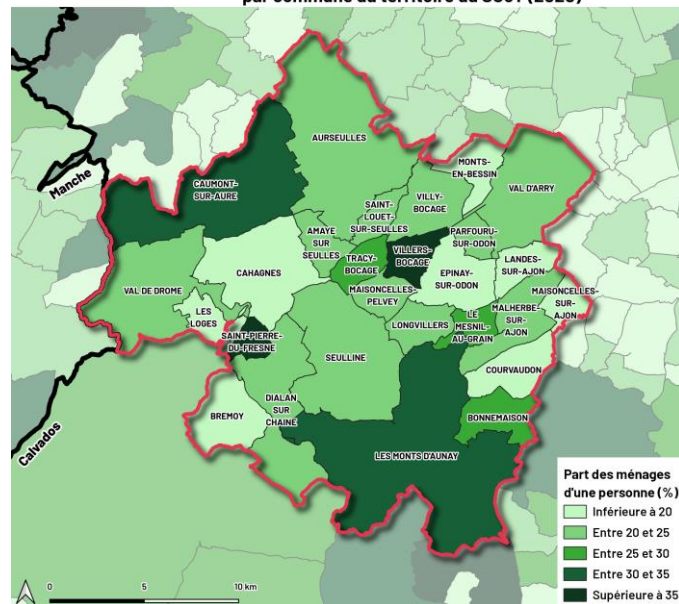 par commune du territoire du SCoT (2020)
Manche
Calvados
AURSEULLES
CAUMONT-
SUR-AURE
MONTS-
EN-BESSIN
VAL D'ARRY
VILLY-
BOCAGE
SAINT-
LOUET-
SUR-SEULLES
PARFOURU-
SUR-ODON
AMAYE
SUR
SEULLES
VILLERS-
BOCAGE
TRACY-
BOCAGE
LANDES-
SUR-AJON
CAHAGNES
EPINAY-
SUR-ODON
VAL DE DROME
MAISONCELLES-
PELVEY
MAISONCELLES-
SUR-
AJON
LES
LOGES
MALHERBE-
SUR-
AJON
LE
MESNIL-
AU-GRAIN
LONGVILLERS
SAINT-PIERRE-
DU-FRESNE
SEULLINE
COURVAUDON
DIALAN
SUR
CHAINE
BREMOY
BONNEMAISON
LES MONTS D'AUNAY
Part des ménages
d'une personne (%)
Inférieure à 20
Entre 20 et 25
Entre 25 et 30
Entre 30 et 35
Supérieure à 35
0 5 10 km